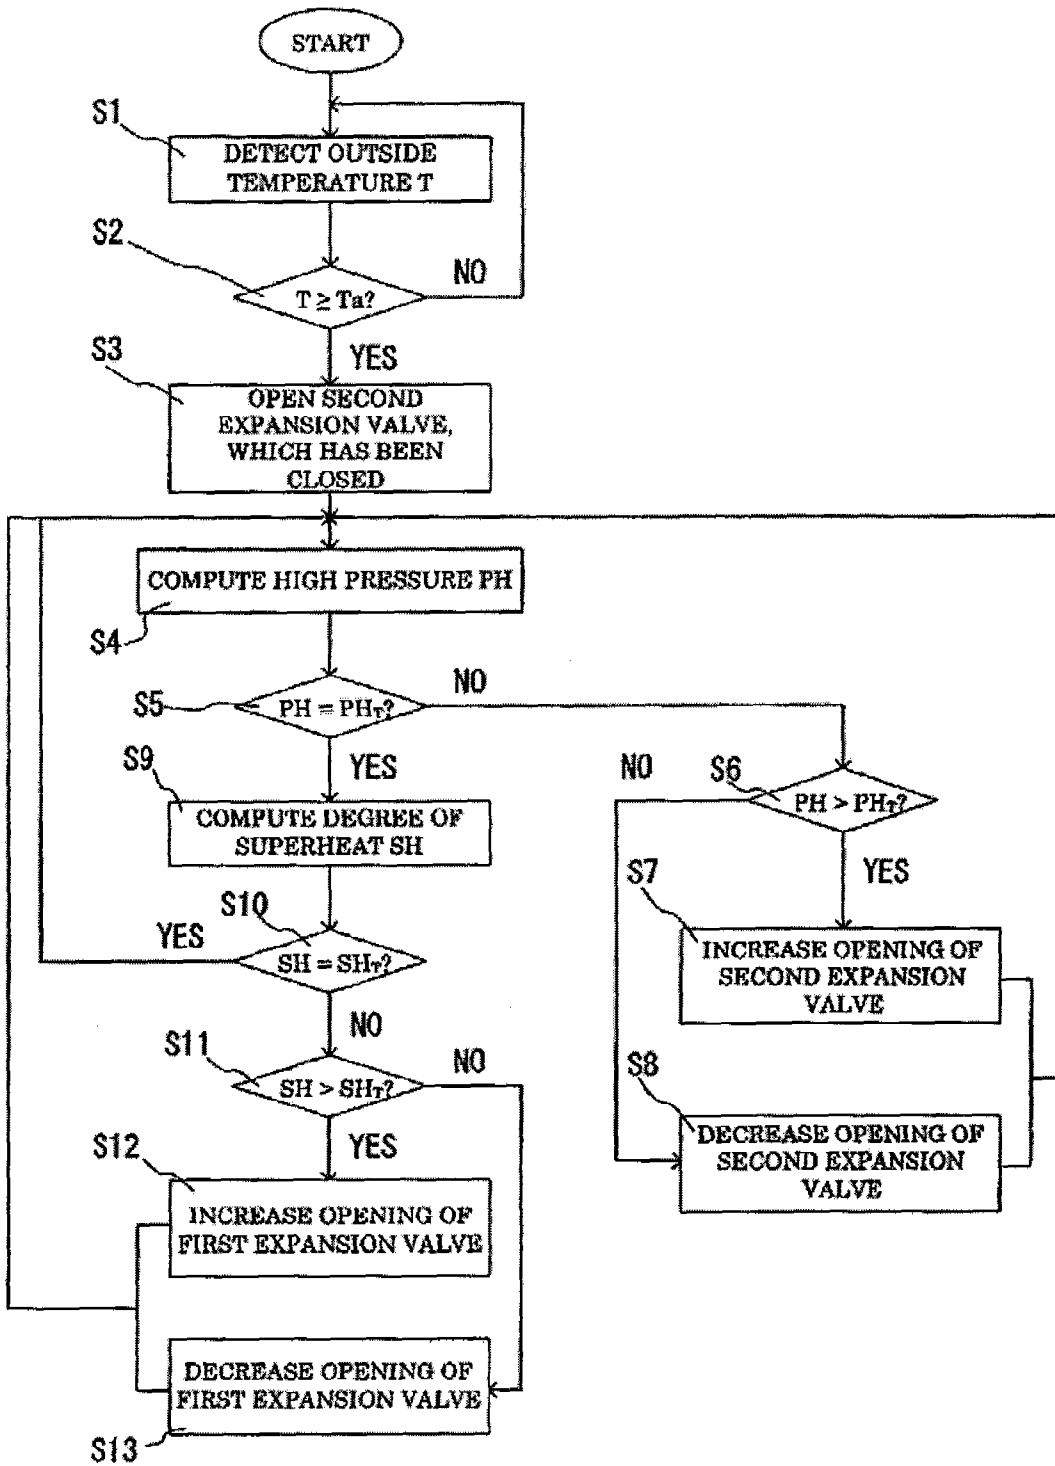 START
S1
DETECT OUTSIDE
TEMPERATURE T
S2
T ≥ Ta?
NO
YES
S3
OPEN SECOND
EXPANSION VALVE,
WHICH HAS BEEN
CLOSED
COMPUTE HIGH PRESSURE PH
S4
S5
PH = PHT?
NO
YES
S6
PH > PHT?
NO
YES
S7
INCREASE OPENING OF
SECOND EXPANSION
VALVE
S8
DECREASE OPENING OF
SECOND EXPANSION
VALVE
S9
COMPUTE DEGREE OF
SUPERHEAT SH
S10
YES
SH = SHT?
NO
S11
SH > SHT?
NO
YES
S12
INCREASE OPENING OF
FIRST EXPANSION VALVE
DECREASE OPENING OF
FIRST EXPANSION VALVE
S13